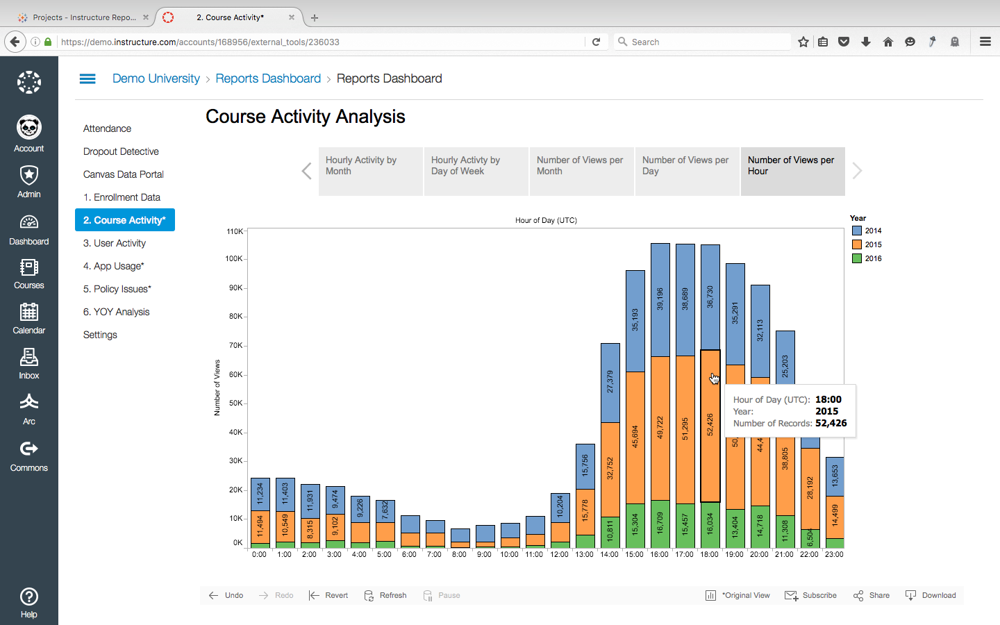 Projects - Instructure Repo...
2. Course Activity*
https://demo.instructure.com/accounts/168956/external_tools/236033
Search
Demo University > Reports Dashboard > Reports Dashboard
Account
Admin
Dashboard
Courses
Calendar
Inbox
Arc
Commons
Help
Attendance
Dropout Detective
Canvas Data Portal
1. Enrollment Data
2. Course Activity*
3. User Activity
4. App Usage*
5. Policy Issues*
6. YOY Analysis
Settings
Course Activity Analysis
Hourly Activity by
Month
Hourly Activty by
Day of Week
Number of Views per
Month
Number of Views per
Day
Number of Views per
Hour
Hour of Day (UTC)
Year
2014
2015
2016
Number of Views
110K
100K
90K
80K
70K
60K
50K
40K
30K
20K
10K
0K
11,234
11,494
11,403
10,549
11,931
8,315
9,474
9,102
9,226
7,632
10,204
15,756
15,778
27,379
32,752
10,811
35,193
45,694
15,304
39,196
49,722
16,709
38,689
51,295
15,457
36,730
52,426
16,034
35,291
50,
13,404
32,113
44,4
14,718
25,203
38,805
11,308
28,192
6,504
13,653
14,499
Hour of Day (UTC): 18:00
Year: 2015
Number of Records: 52,426
0:00 1:00 2:00 3:00 4:00 5:00 6:00 7:00 8:00 9:00 10:00 11:00 12:00 13:00 14:00 15:00 16:00 17:00 18:00 19:00 20:00 21:00 22:00 23:00
Undo Redo Revert Refresh Pause *Original View Subscribe Share Download